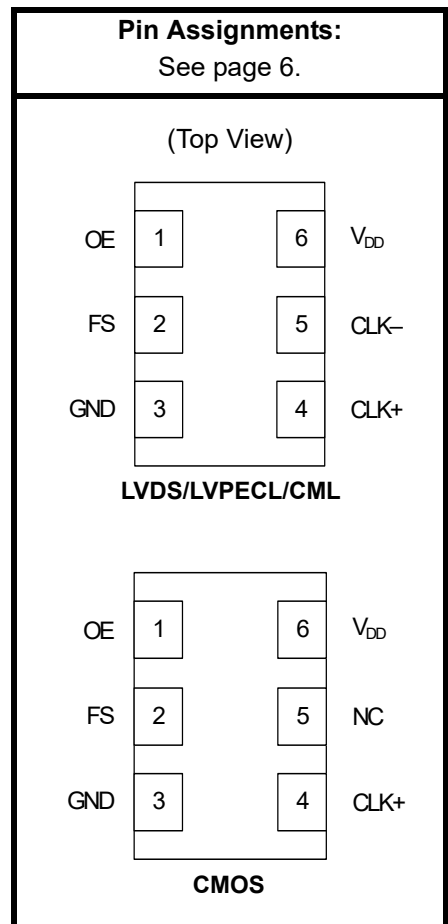 Pin Assignments:
See page 6.
(Top View)
OE 1 6 VDD
FS 2 5 CLK–
GND 3 4 CLK+
LVDS/LVPECL/CML
OE 1 6 VDD
FS 2 5 NC
GND 3 4 CLK+
CMOS